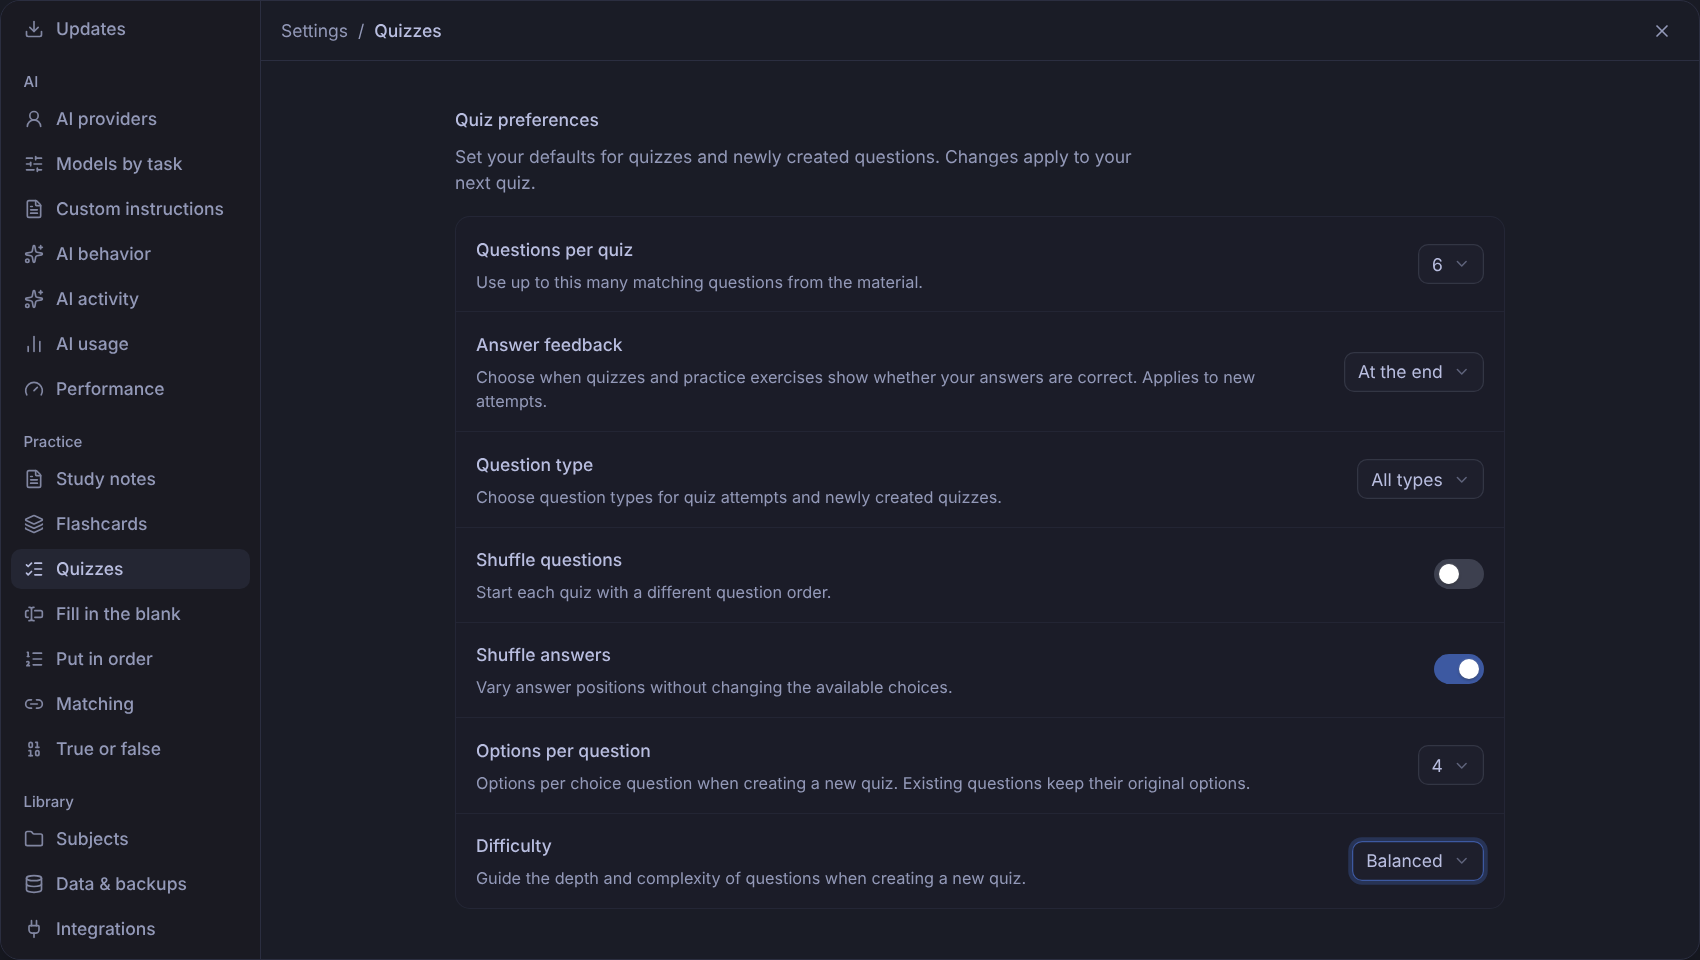 Updates
AI
AI providers
Models by task
Custom instructions
AI behavior
AI activity
AI usage
Performance
Practice
Study notes
Flashcards
Quizzes
Fill in the blank
Put in order
Matching
True or false
Library
Subjects
Data & backups
Integrations
Settings / Quizzes
Quiz preferences
Set your defaults for quizzes and newly created questions. Changes apply to your
next quiz.
Questions per quiz
Use up to this many matching questions from the material.
6
Answer feedback
Choose when quizzes and practice exercises show whether your answers are correct. Applies to new
attempts.
At the end
Question type
Choose question types for quiz attempts and newly created quizzes.
All types
Shuffle questions
Start each quiz with a different question order.
Shuffle answers
Vary answer positions without changing the available choices.
Options per question
Options per choice question when creating a new quiz. Existing questions keep their original options.
4
Difficulty
Guide the depth and complexity of questions when creating a new quiz.
Balanced